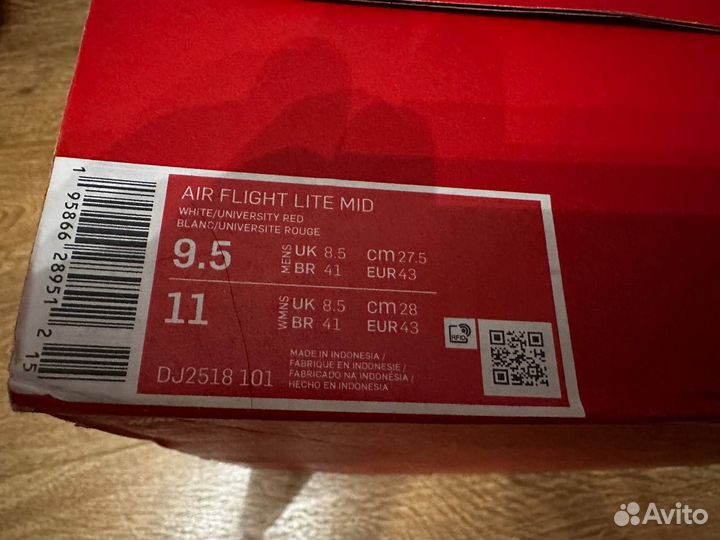 AIR FLIGHT LITE MID
WHITE/UNIVERSITY RED
BLANC/UNIVERSITE ROUGE
9.5 MENS UK 8.5 CM 27.5
BR 41 EUR 43
11 WMNS UK 8.5 CM 28
BR 41 EUR 43
DJ2518 101
MADE IN INDONESIA /
FABRIQUE EN INDONESIE /
FABRICADO NA INDONÉSIA /
HECHO EN INDONESIA
RFID
1 95866 28951 2
15
Avito